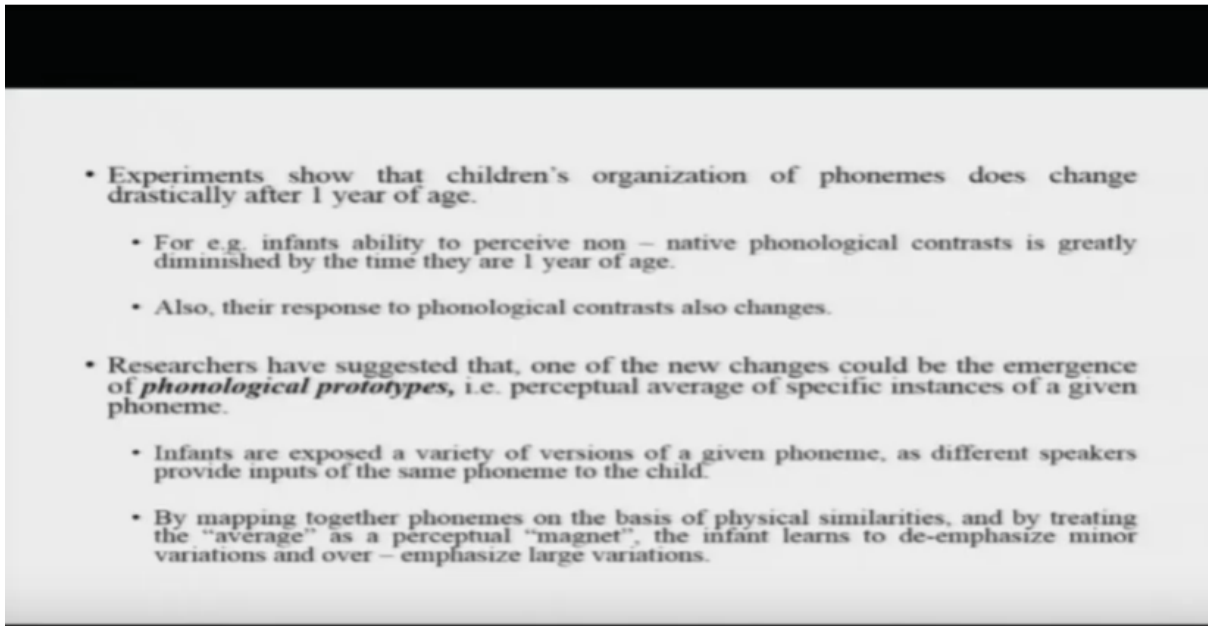 • Experiments show that children's organization of phonemes does change
drastically after 1 year of age.
• For e.g. infants ability to perceive non – native phonological contrasts is greatly
diminished by the time they are 1 year of age.
• Also, their response to phonological contrasts also changes.
• Researchers have suggested that, one of the new changes could be the emergence
of phonological prototypes, i.e. perceptual average of specific instances of a given
phoneme.
• Infants are exposed a variety of versions of a given phoneme, as different speakers
provide inputs of the same phoneme to the child.
• By mapping together phonemes on the basis of physical similarities, and by treating
the “average” as a perceptual “magnet”, the infant learns to de-emphasize minor
variations and over – emphasize large variations.